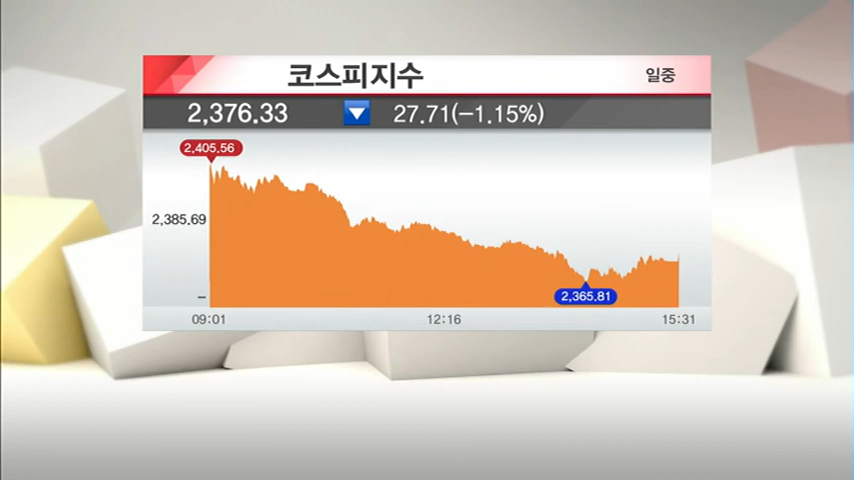 코스피지수 일중
2,376.33 ▼ 27.71(-1.15%)
2,405.56
2,385.69
2,365.81
-
09:01 12:16 15:31